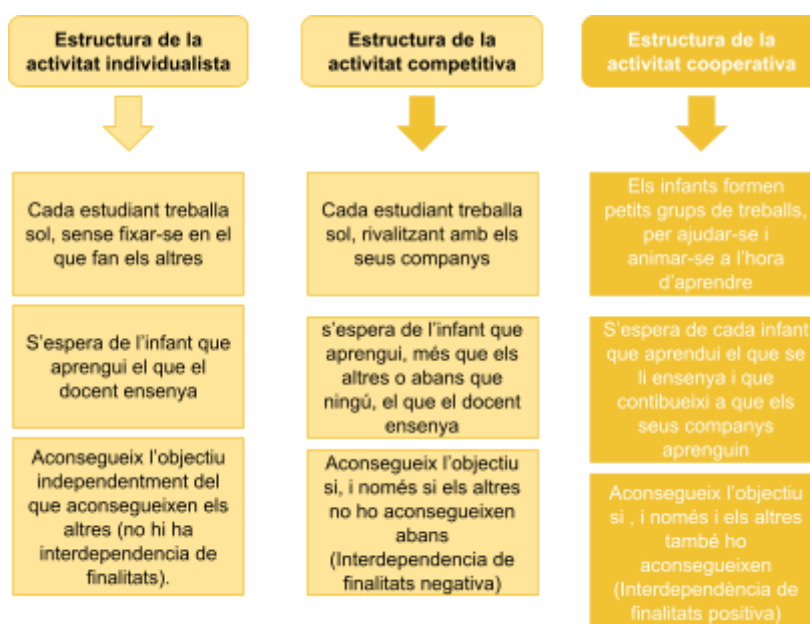 Estructura de la
activitat individualista
Cada estudiant treballa
sol, sense fixar-se en el
que fan els altres
S'espera de l'infant que
aprengui el que el
docent ensenya
Aconsegueix l'objectiu
independentment del
que aconsegueixen els
altres (no hi ha
interdependencia de
finalitats).
Estructura de la
activitat competitiva
Cada estudiant treballa
sol, rivalitzant amb els
seus companys
s'espera de l'infant que
aprengui, més que els
altres o abans que
ningú, el que el docent
ensenya
Aconsegueix l'objectiu
si, i només si els altres
no ho aconsegueixen
abans
(Interdependencia de
finalitats negativa)
Estructura de la
activitat cooperativa
Els infants formen
petits grups de treballs,
per ajudar-se i
animar-se a l'hora
d'aprendre
S'espera de cada infant
que aprendui el que se
li ensenya i que
contibueixi a que els
seus companys
aprenguin
Aconsegueix l'objectiu
si , i només i els altres
també ho
aconsegueixen
(Interdependència de
finalitats positiva)